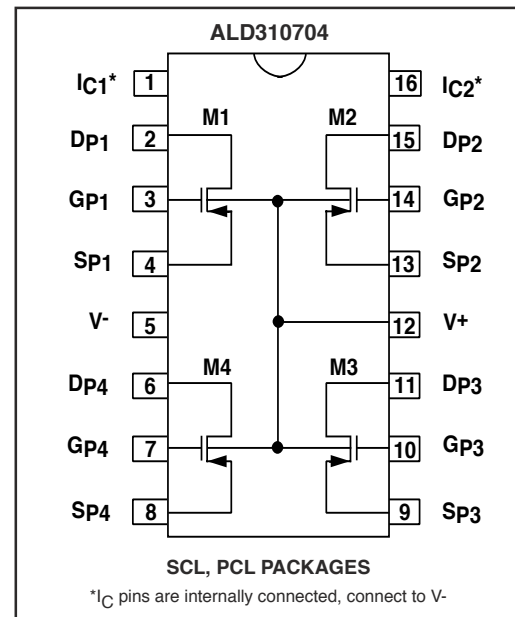 ALD310704
IC1* 1 16 IC2*
M1 M2
DP1 2 15 DP2
GP1 3 14 GP2
SP1 4 13 SP2
V- 5 12 V+
M4 M3
DP4 6 11 DP3
GP4 7 10 GP3
SP4 8 9 SP3
SCL, PCL PACKAGES
*IC pins are internally connected, connect to V-